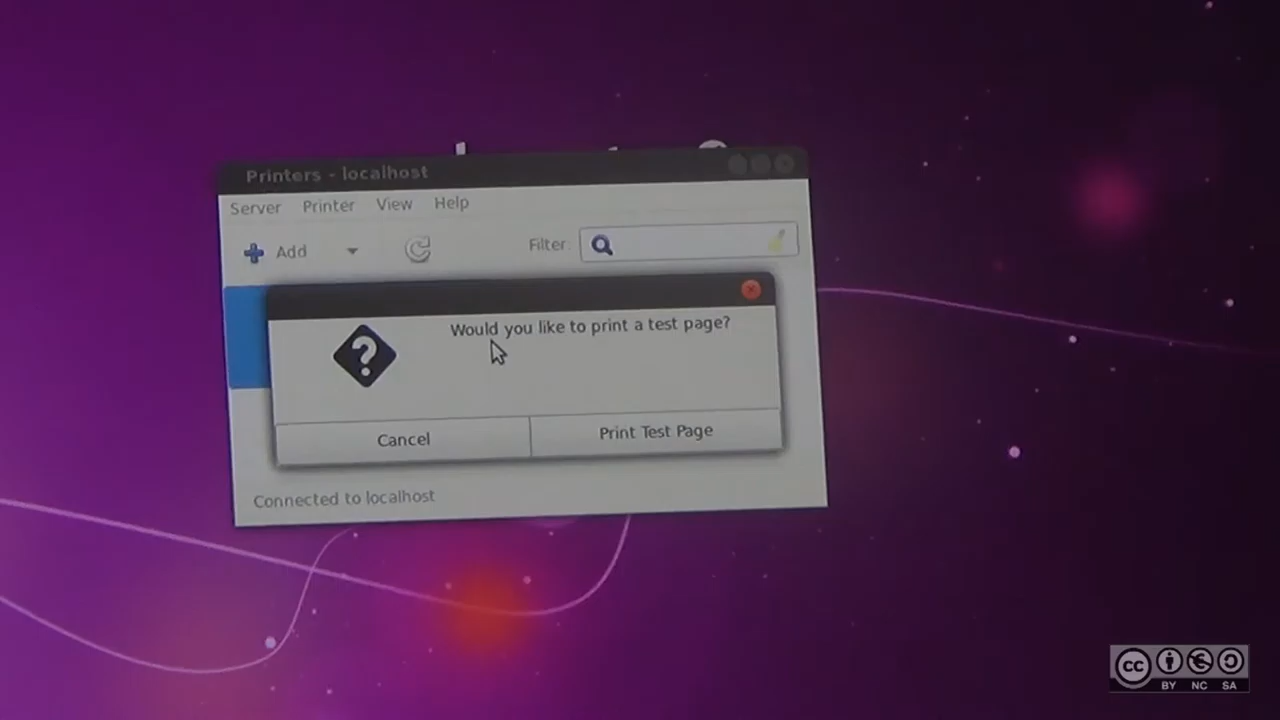 Printers - localhost
Server Printer View Help
Add
Filter:
Would you like to print a test page?
Cancel Print Test Page
Connected to localhost
cc
BY NC SA